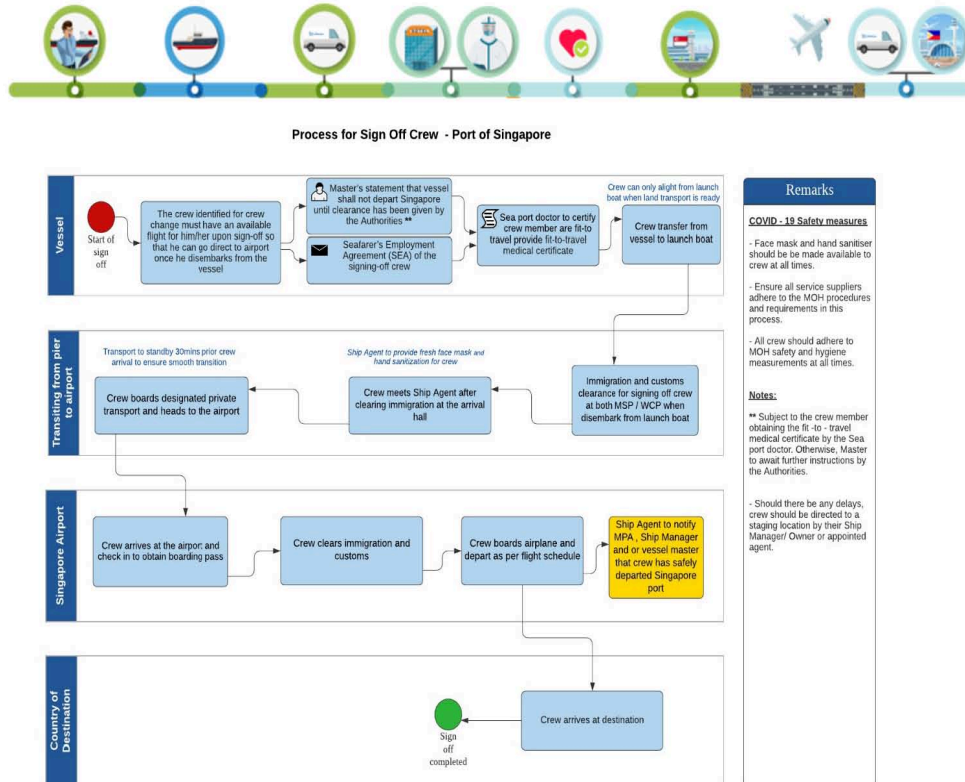 Process for Sign Off Crew - Port of Singapore
Vessel
Start of
sign
off
The crew identified for crew
change must have an available
flight for him/her upon sign-off so
that he can go direct to airport
once he disembarks from the
vessel
Master's statement that vessel
shall not depart Singapore
until clearance has been given by
the Authorities **
Seafarer's Employment
Agreement (SEA) of the
signing-off crew
Sea port doctor to certify
crew member are fit-to
travel provide fit-to-travel
medical certificate
Crew can only alight from launch
boat when land transport is ready
Crew transfer from
vessel to launch boat
Transiting from pier
to airport
Transport to standby 30mins prior crew
arrival to ensure smooth transition
Crew boards designated private
transport and heads to the airport
Ship Agent to provide fresh face mask and
hand sanitization for crew
Crew meets Ship Agent after
clearing immigration at the arrival
hall
Immigration and customs
clearance for signing off crew
at both MSP / WCP when
disembark from launch boat
Singapore Airport
Crew arrives at the airport and
check in to obtain boarding pass
Crew clears immigration and
customs
Crew boards airplane and
depart as per flight schedule
Ship Agent to notify
MPA , Ship Manager
and or vessel master
that crew has safely
departed Singapore
port
Country of
Destination
Sign
off
completed
Crew arrives at destination
Remarks
COVID - 19 Safety measures
- Face mask and hand sanitiser
should be be made available to
crew at all times.
- Ensure all service suppliers
adhere to the MOH procedures
and requirements in this
process.
- All crew should adhere to
MOH safety and hygiene
measurements at all times.
Notes:
** Subject to the crew member
obtaining the fit -to - travel
medical certificate by the Sea
port doctor. Otherwise, Master
to await further instructions by
the Authorities.
- Should there be any delays,
crew should be directed to a
staging location by their Ship
Manager/ Owner or appointed
agent.